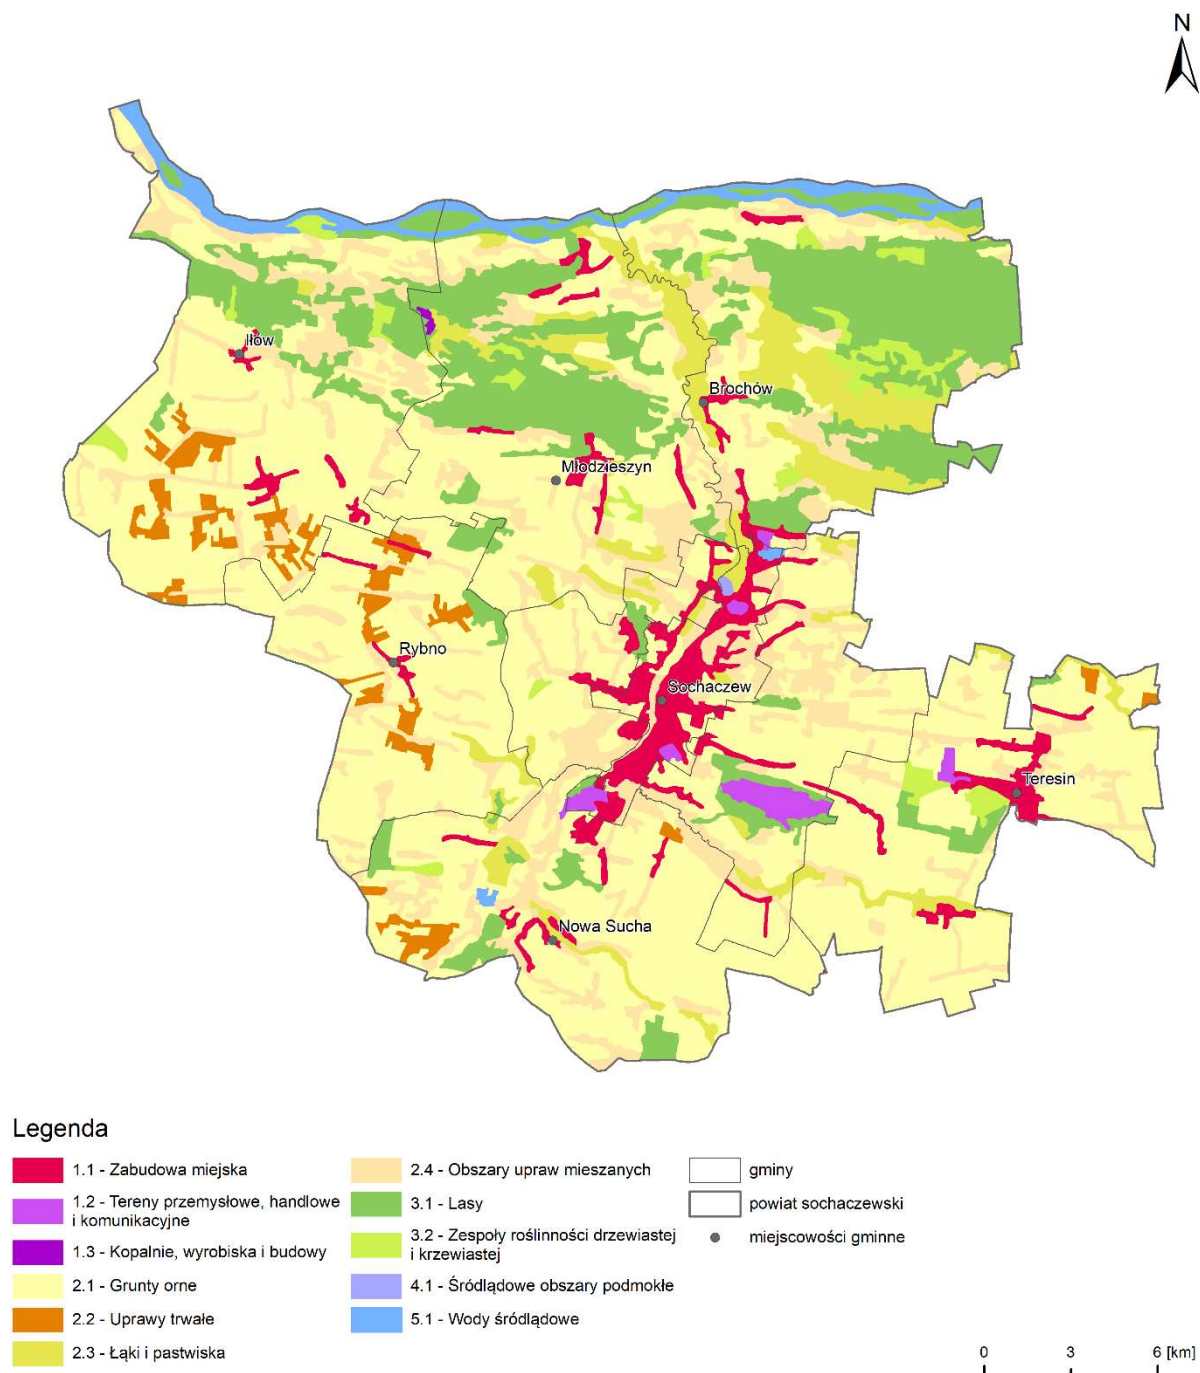 N
Iłów
Brochów
Młodzieszyn
Rybno
Sochaczew
Teresin
Nowa Sucha
Legenda
1.1 - Zabudowa miejska
1.2 - Tereny przemysłowe, handlowe
i komunikacyjne
1.3 - Kopalnie, wyrobiska i budowy
2.1 - Grunty orne
2.2 - Uprawy trwałe
2.3 - Łąki i pastwiska
2.4 - Obszary upraw mieszanych
3.1 - Lasy
3.2 - Zespoły roślinności drzewiastej
i krzewiastej
4.1 - Śródlądowe obszary podmokłe
5.1 - Wody śródlądowe
gminy
powiat sochaczewski
miejscowości gminne
0 3 6 [km]